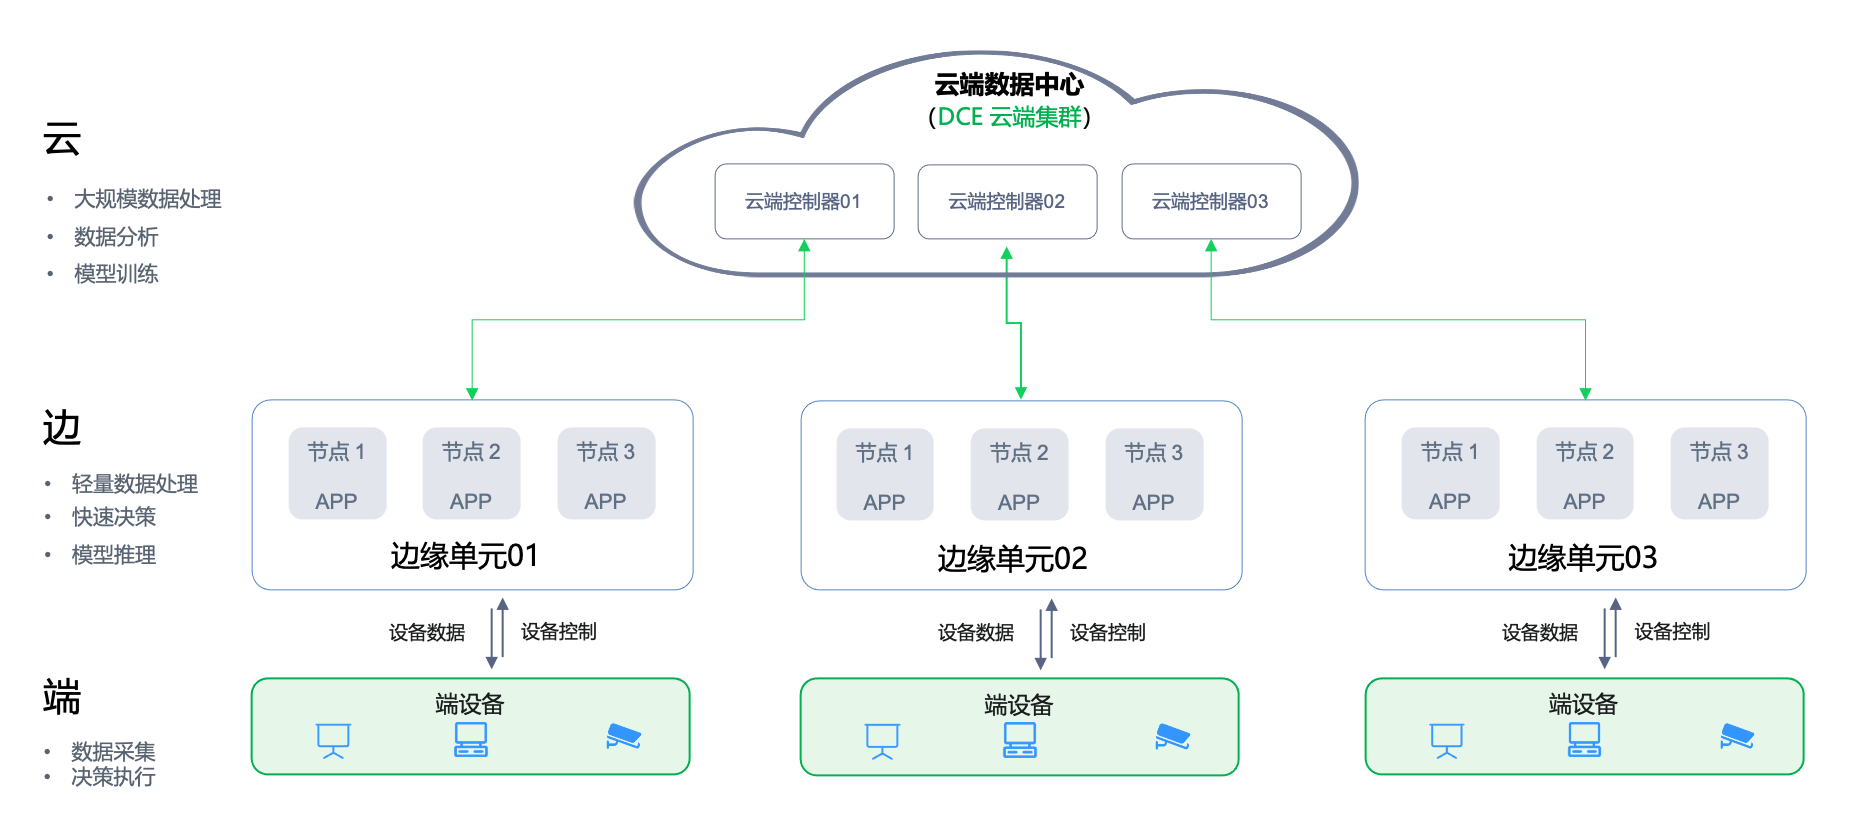 云端数据中心
(DCE 云端集群)
云
• 大规模数据处理
• 数据分析
• 模型训练
云端控制器01
云端控制器02
云端控制器03
边
• 轻量数据处理
• 快速决策
• 模型推理
节点 1
节点 2
节点 3
APP
APP
APP
边缘单元01
节点 1
节点 2
节点 3
APP
APP
APP
边缘单元02
节点 1
节点 2
节点 3
APP
APP
APP
边缘单元03
设备数据
设备控制
设备数据
设备控制
设备数据
设备控制
端
• 数据采集
• 决策执行
端设备
端设备
端设备